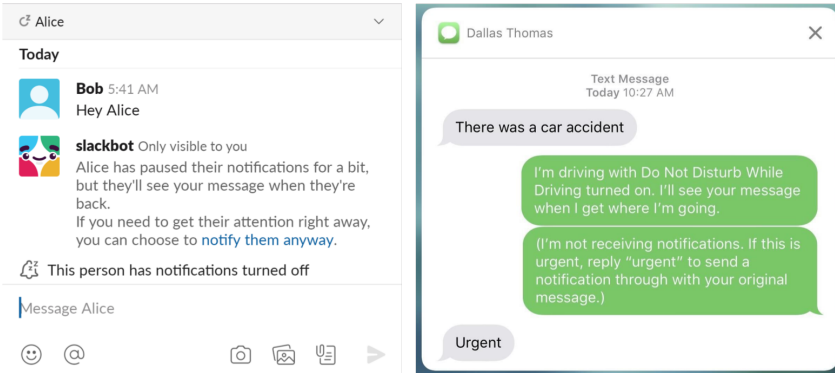 Alice
Today
Bob 5:41 AM
Hey Alice
slackbot Only visible to you
Alice has paused their notifications for a bit,
but they'll see your message when they're
back.
If you need to get their attention right away,
you can choose to notify them anyway.
This person has notifications turned off
Message Alice
Dallas Thomas
Text Message
Today 10:27 AM
There was a car accident
I'm driving with Do Not Disturb While
Driving turned on. I'll see your message
when I get where I'm going.
(I'm not receiving notifications. If this is
urgent, reply “urgent” to send a
notification through with your original
message.)
Urgent